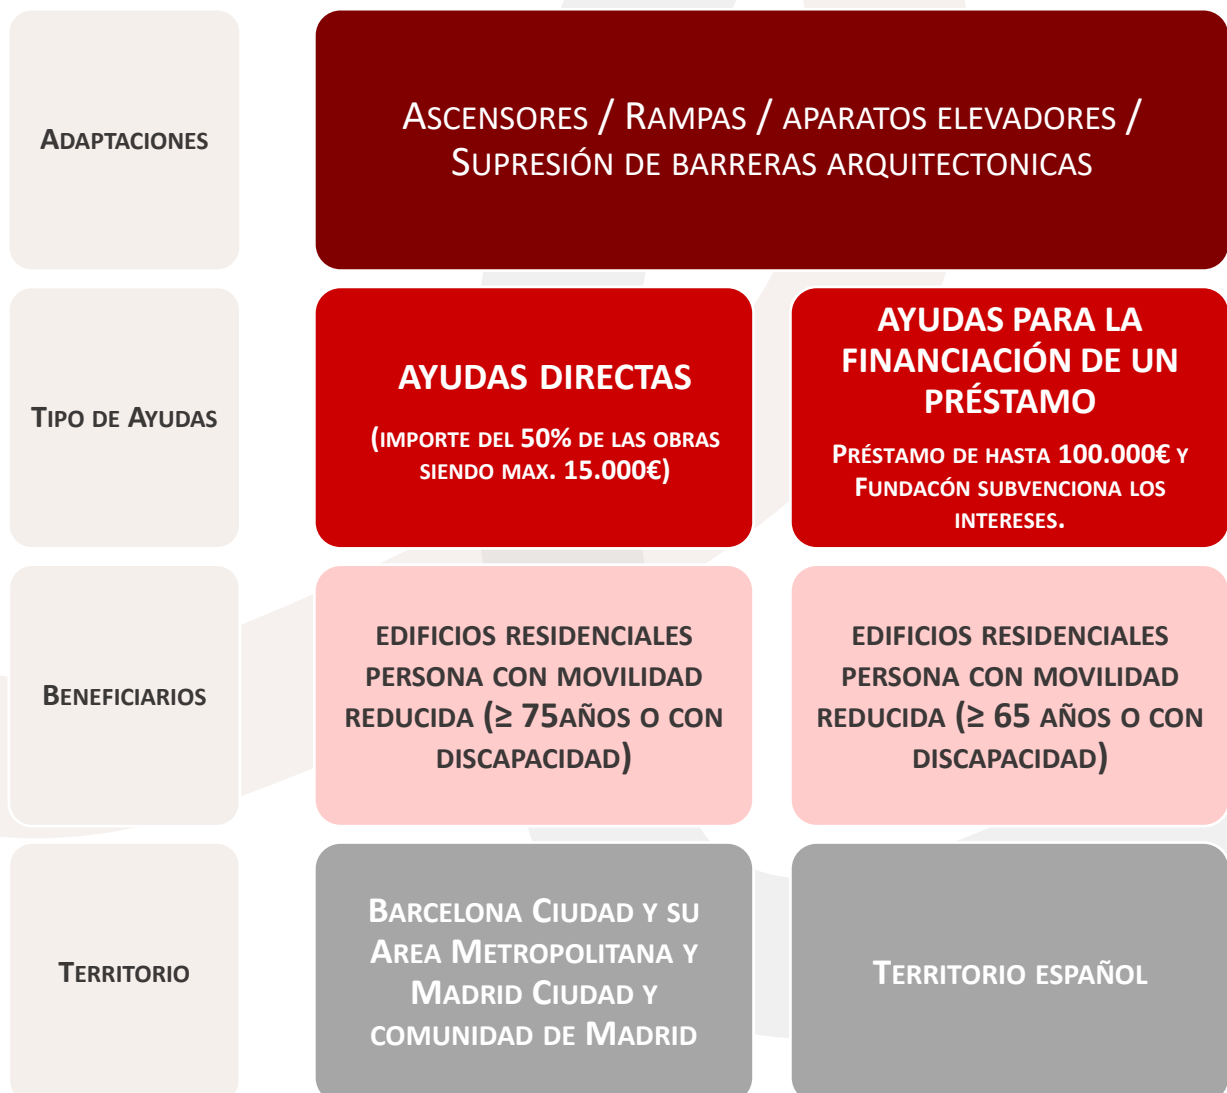 ADAPTACIONES
ASCENSORES / RAMPAS / APARATOS ELEVADORES /
SUPRESIÓN DE BARRERAS ARQUITECTONICAS
TIPO DE AYUDAS
AYUDAS DIRECTAS
(IMPORTE DEL 50% DE LAS OBRAS
SIENDO MAX. 15.000€)
AYUDAS PARA LA
FINANCIACIÓN DE UN
PRÉSTAMO
PRÉSTAMO DE HASTA 100.000€ Y
FUNDACÓN SUBVENCIONA LOS
INTERESES.
BENEFICIARIOS
EDIFICIOS RESIDENCIALES
PERSONA CON MOVILIDAD
REDUCIDA (≥ 75AÑOS O CON
DISCAPACIDAD)
EDIFICIOS RESIDENCIALES
PERSONA CON MOVILIDAD
REDUCIDA (≥ 65 AÑOS O CON
DISCAPACIDAD)
TERRITORIO
BARCELONA CIUDAD Y SU
AREA METROPOLITANA Y
MADRID CIUDAD Y
COMUNIDAD DE MADRID
TERRITORIO ESPAÑOL